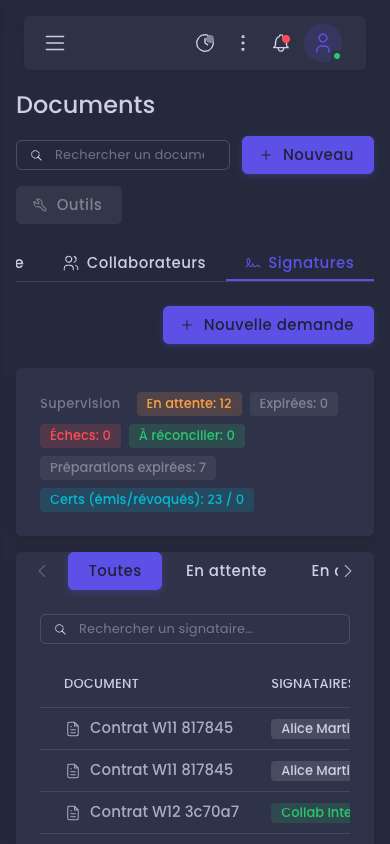 Documents
Rechercher un docume
Nouveau
Outils
e Collaborateurs Signatures
Nouvelle demande
Supervision En attente: 12 Expirées: 0
Échecs: 0 À réconcilier: 0
Préparations expirées: 7
Certs (émis/révoqués): 23 / 0
Toutes En attente En c
Rechercher un signataire...
DOCUMENT SIGNATAIRES
Contrat W11 817845 Alice Marti
Contrat W11 817845 Alice Marti
Contrat W12 3c70a7 Collab Inte